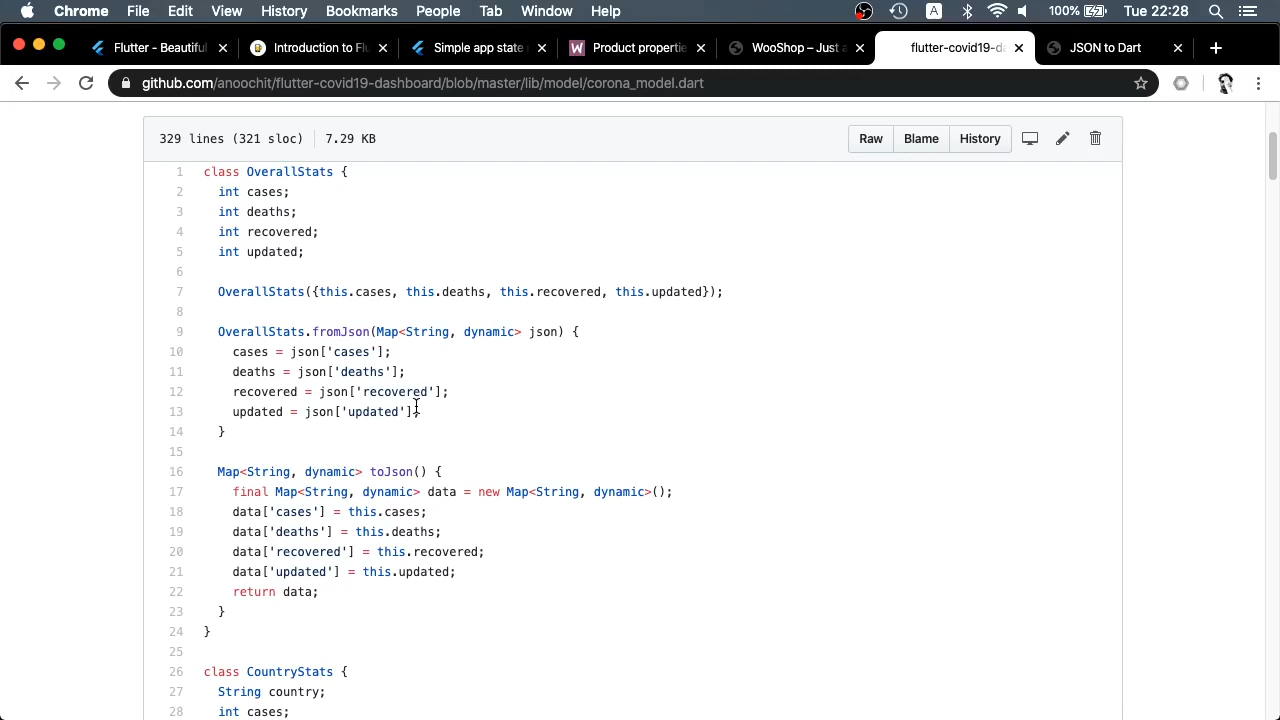 Chrome File Edit View History Bookmarks People Tab Window Help A 100% Tue 22:28
Flutter - Beautiful Introduction to Flu Simple app state Product propertie WooShop – Just a flutter-covid19-da JSON to Dart
github.com/anoochit/flutter-covid19-dashboard/blob/master/lib/model/corona_model.dart
329 lines (321 sloc) 7.29 KB Raw Blame History
1 class OverallStats {
2 int cases;
3 int deaths;
4 int recovered;
5 int updated;
6
7 OverallStats({this.cases, this.deaths, this.recovered, this.updated});
8
9 OverallStats.fromJson(Map<String, dynamic> json) {
10 cases = json['cases'];
11 deaths = json['deaths'];
12 recovered = json['recovered'];
13 updated = json['updated'];
14 }
15
16 Map<String, dynamic> toJson() {
17 final Map<String, dynamic> data = new Map<String, dynamic>();
18 data['cases'] = this.cases;
19 data['deaths'] = this.deaths;
20 data['recovered'] = this.recovered;
21 data['updated'] = this.updated;
22 return data;
23 }
24 }
25
26 class CountryStats {
27 String country;
28 int cases;